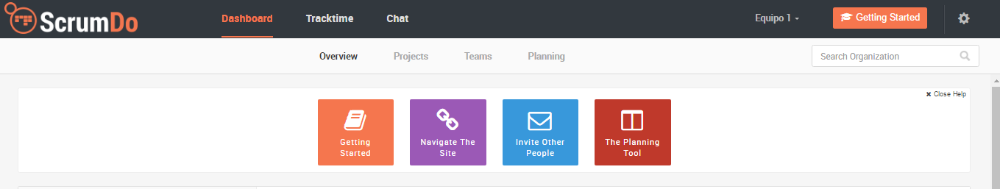 ScrumDo Dashboard Tracktime Chat Equipo 1 Getting Started
Overview Projects Teams Planning Search Organization
Close Help
Getting
Started
Navigate The
Site
Invite Other
People
The Planning
Tool